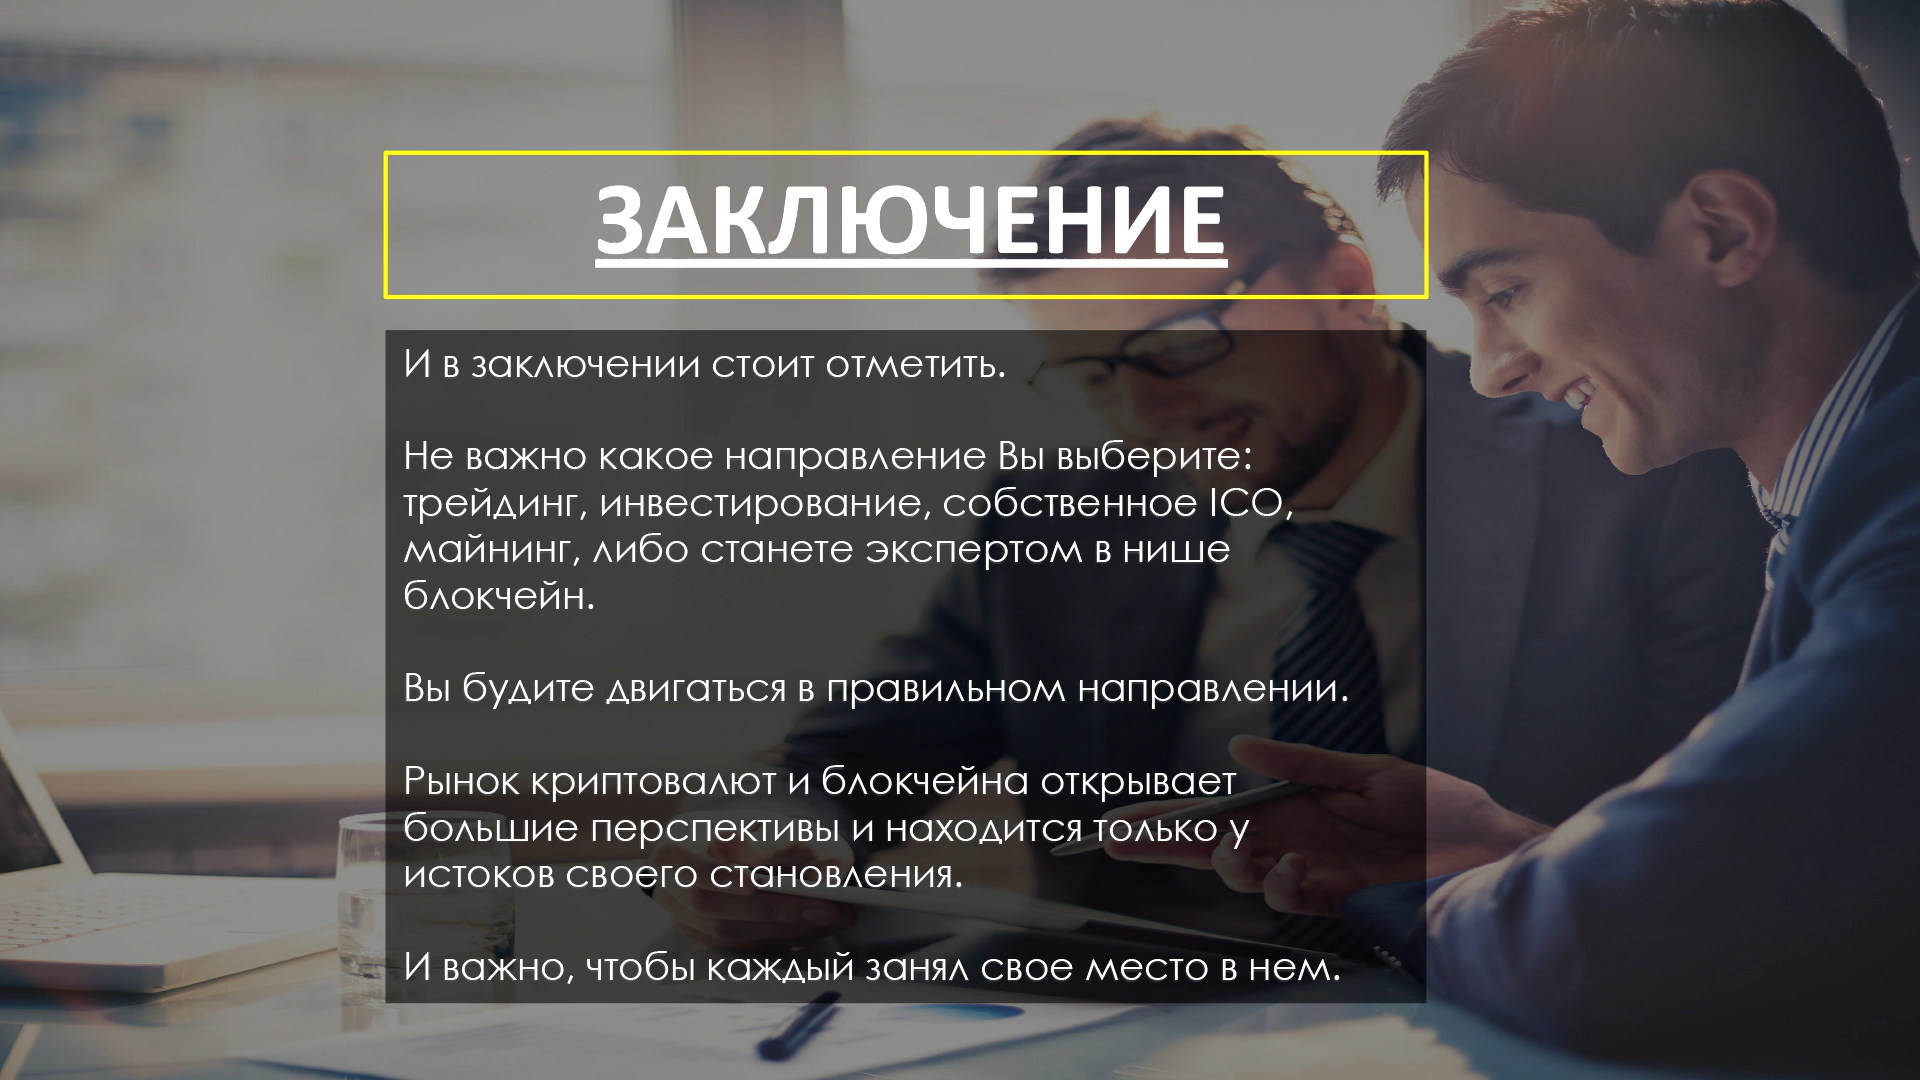 ЗАКЛЮЧЕНИЕ
И в заключении стоит отметить.
Не важно какое направление Вы выберите:
трейдинг, инвестирование, собственное ICO,
майнинг, либо станете экспертом в нише
блокчейн.
Вы будите двигаться в правильном направлении.
Рынок криптовалют и блокчейна открывает
большие перспективы и находится только у
истоков своего становления.
И важно, чтобы каждый занял свое место в нем.